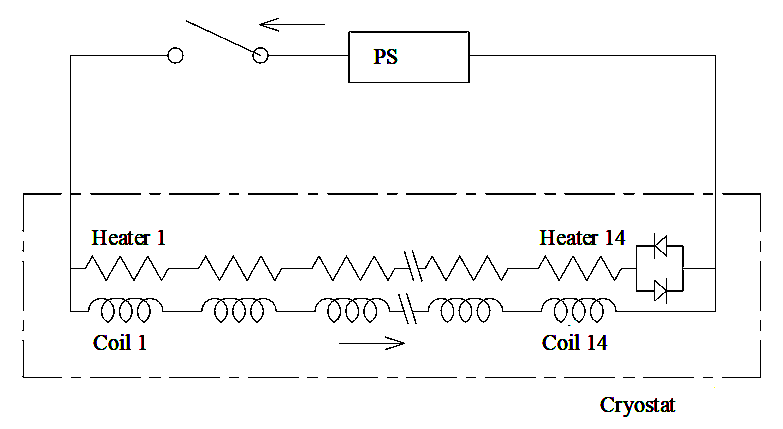 PS
Heater 1
Heater 14
Coil 1
Coil 14
Cryostat